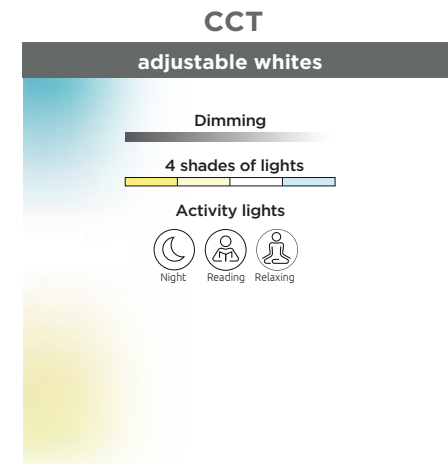 CCT
adjustable whites
Dimming
4 shades of lights
Activity lights
Night Reading Relaxing